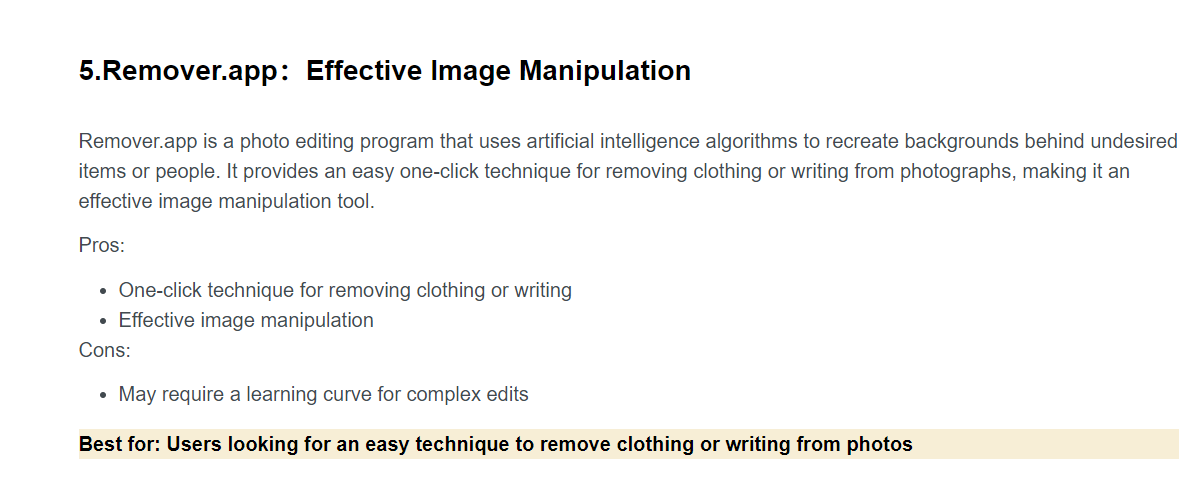 5.Remover.app：Effective Image Manipulation
Remover.app is a photo editing program that uses artificial intelligence algorithms to recreate backgrounds behind undesired
items or people. It provides an easy one-click technique for removing clothing or writing from photographs, making it an
effective image manipulation tool.
Pros:
• One-click technique for removing clothing or writing
• Effective image manipulation
Cons:
• May require a learning curve for complex edits
Best for: Users looking for an easy technique to remove clothing or writing from photos